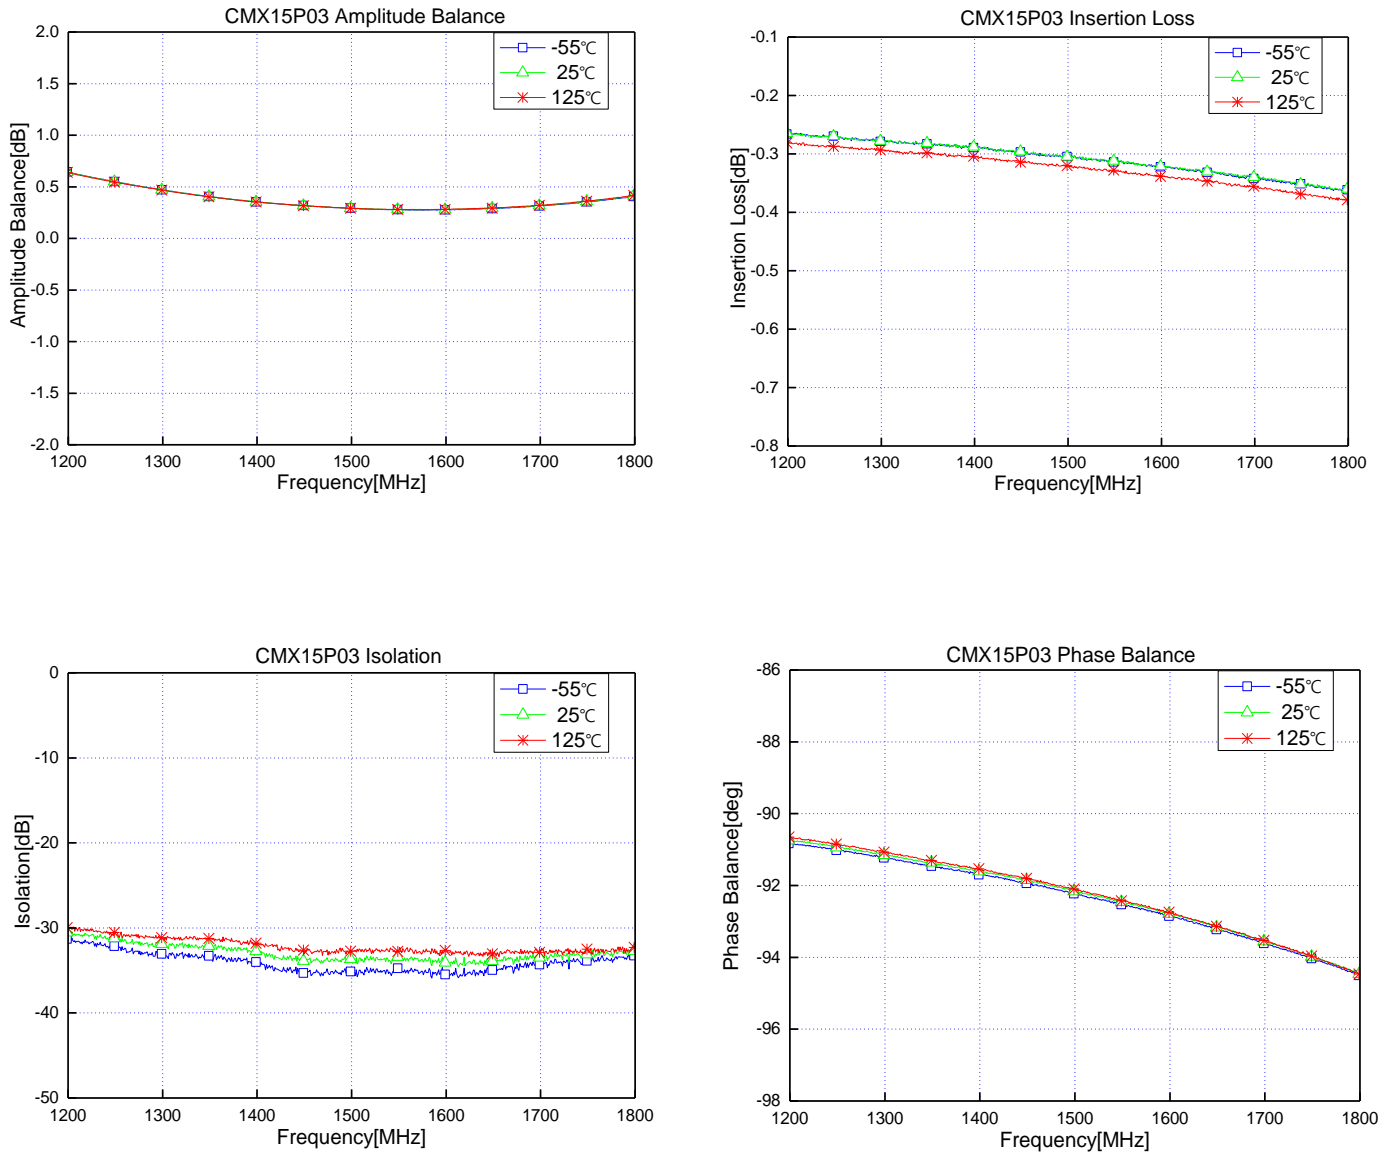 CMX15P03 Amplitude Balance
2.0
1.5
1.0
0.5
0.0
-0.5
-1.0
-1.5
-2.0
Amplitude Balance[dB]
-55℃
25℃
125℃
1200 1300 1400 1500 1600 1700 1800
Frequency[MHz]
CMX15P03 Insertion Loss
-0.1
-0.2
-0.3
-0.4
-0.5
-0.6
-0.7
-0.8
Insertion Loss[dB]
-55℃
25℃
125℃
1200 1300 1400 1500 1600 1700 1800
Frequency[MHz]
CMX15P03 Isolation
0
-10
-20
-30
-40
-50
Isolation[dB]
-55℃
25℃
125℃
1200 1300 1400 1500 1600 1700 1800
Frequency[MHz]
CMX15P03 Phase Balance
-86
-88
-90
-92
-94
-96
-98
Phase Balance[deg]
-55℃
25℃
125℃
1200 1300 1400 1500 1600 1700 1800
Frequency[MHz]